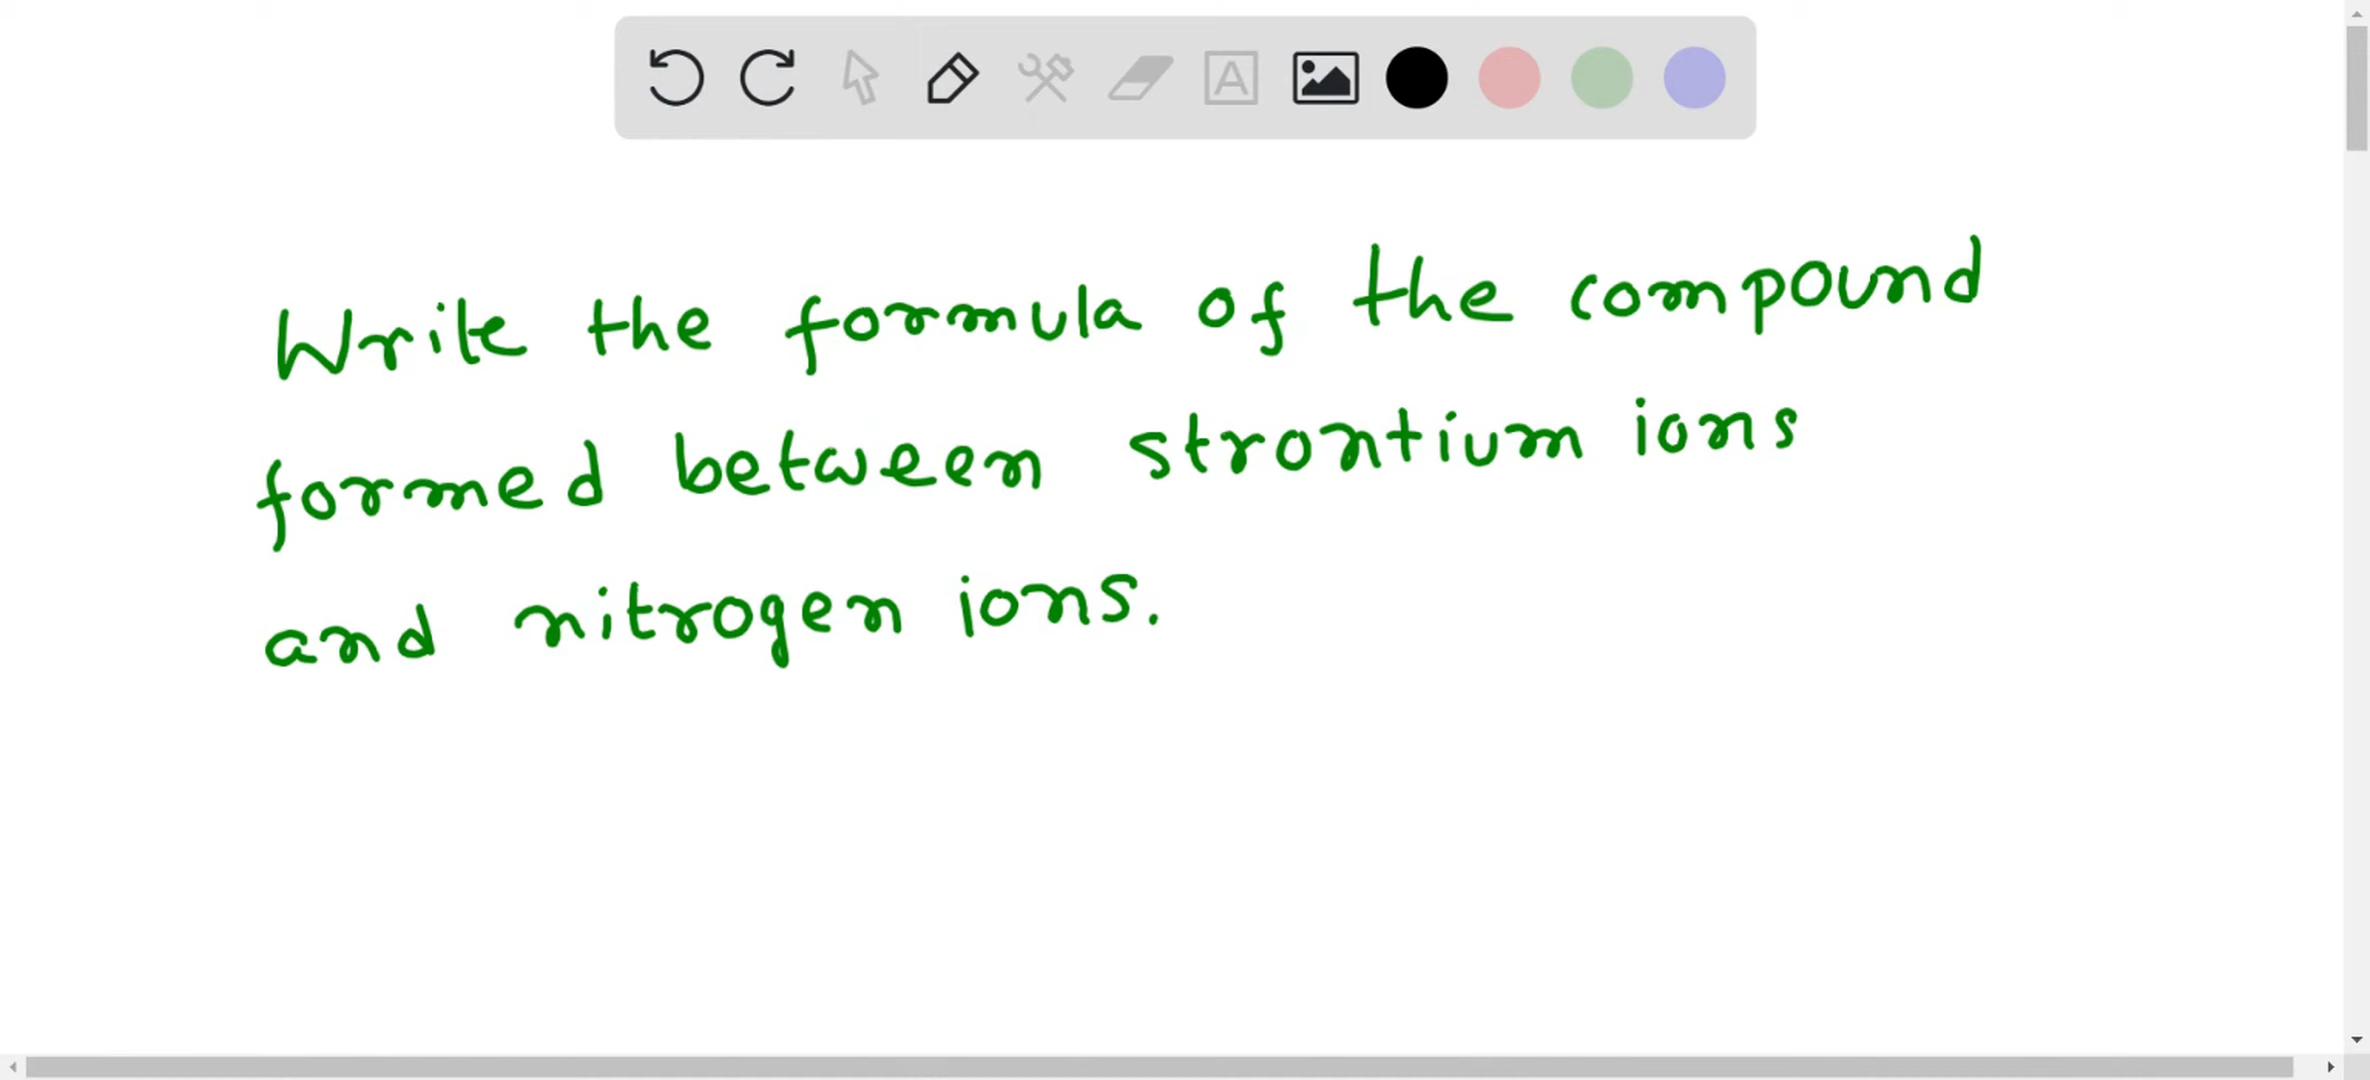 A
Write the formula of the compound
formed between strontium ions
and nitrogen ions.